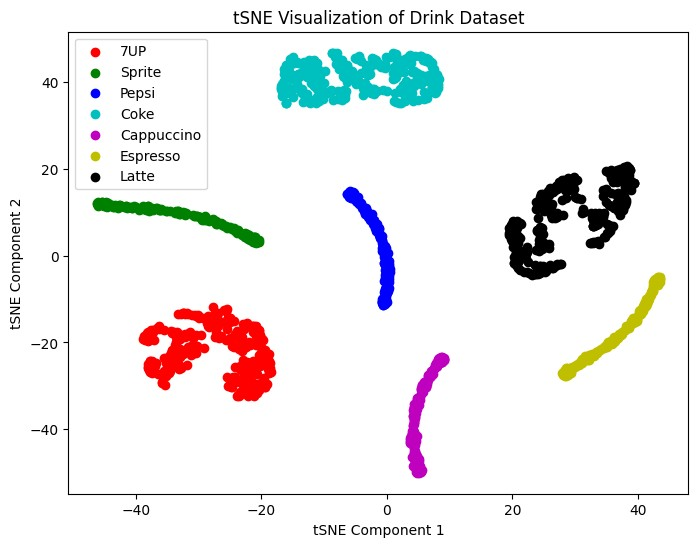 tSNE Visualization of Drink Dataset
7UP
Sprite
Pepsi
Coke
Cappuccino
Espresso
Latte
40
20
0
−20
−40
tSNE Component 2
−40
−20
0
20
40
tSNE Component 1